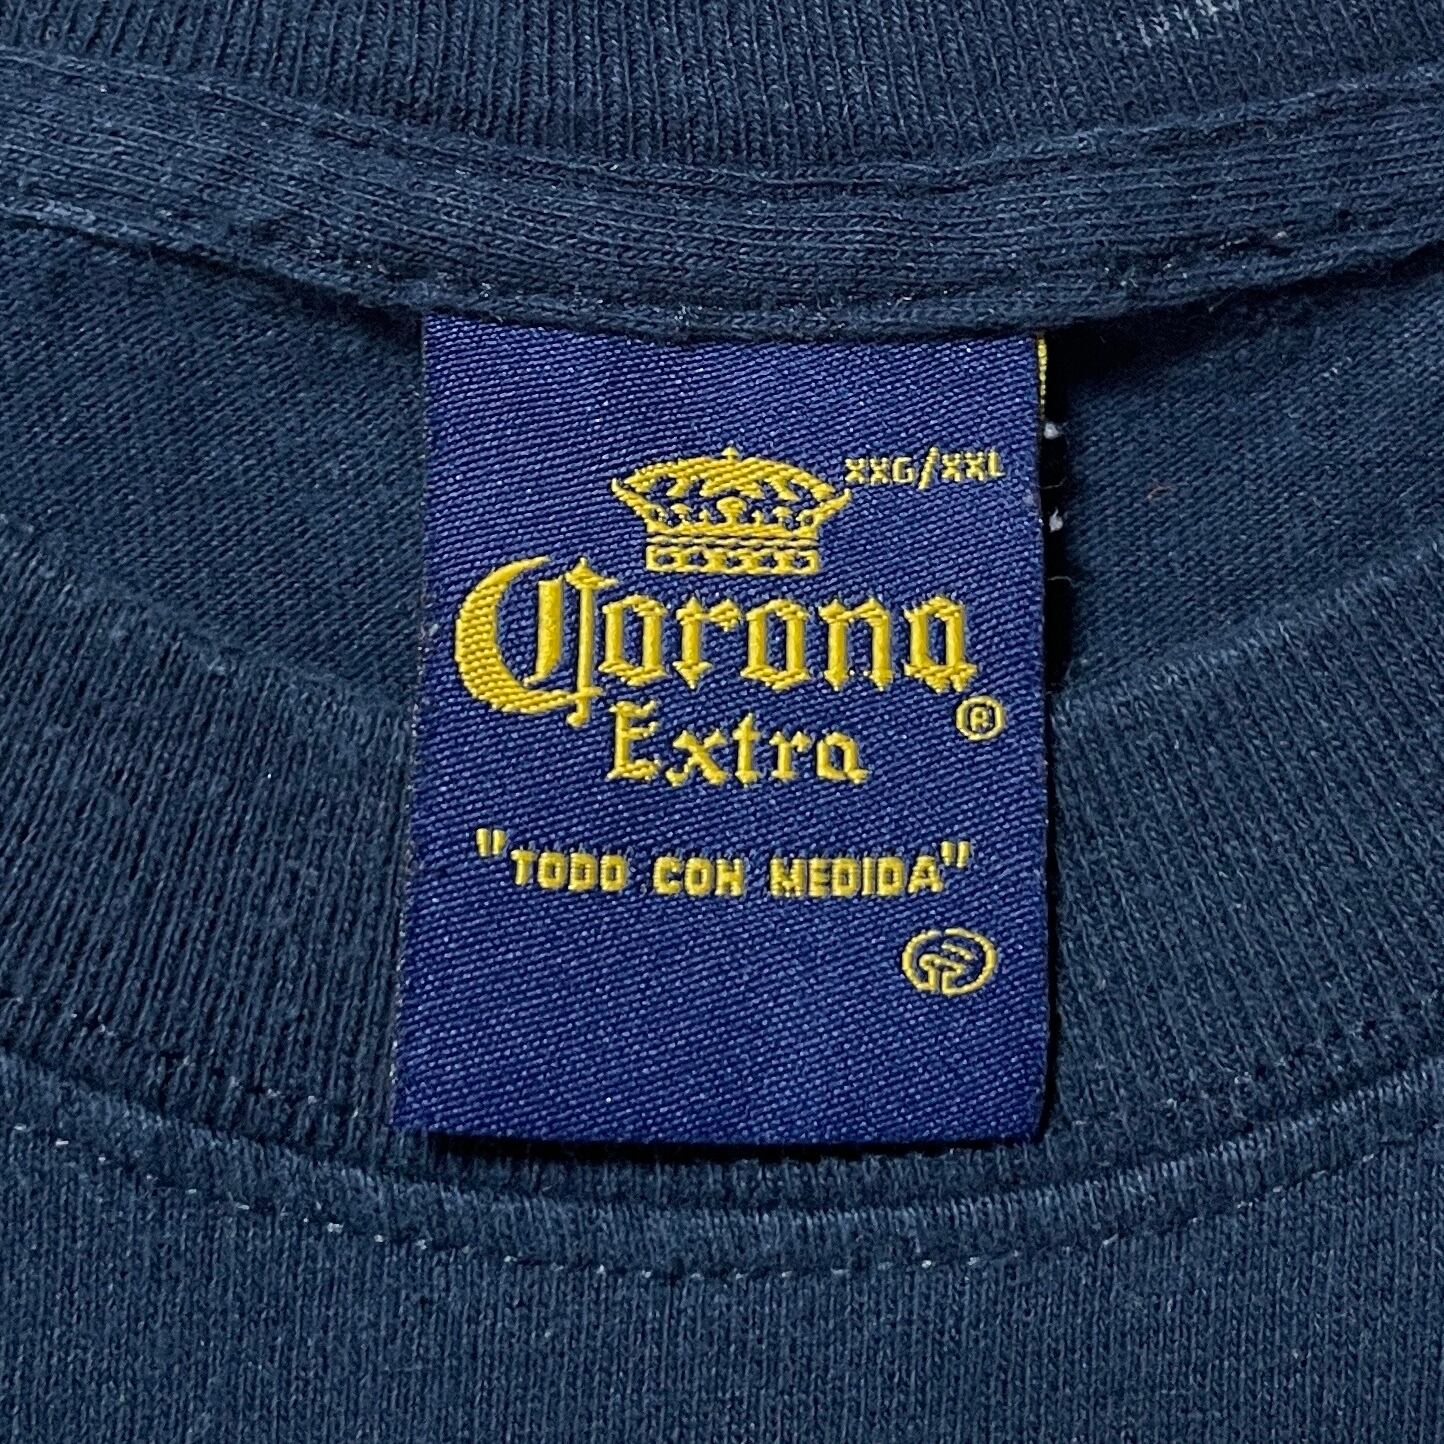 XXG/XXL
Corona
Extra ®
"TODO CON MEDIDA"